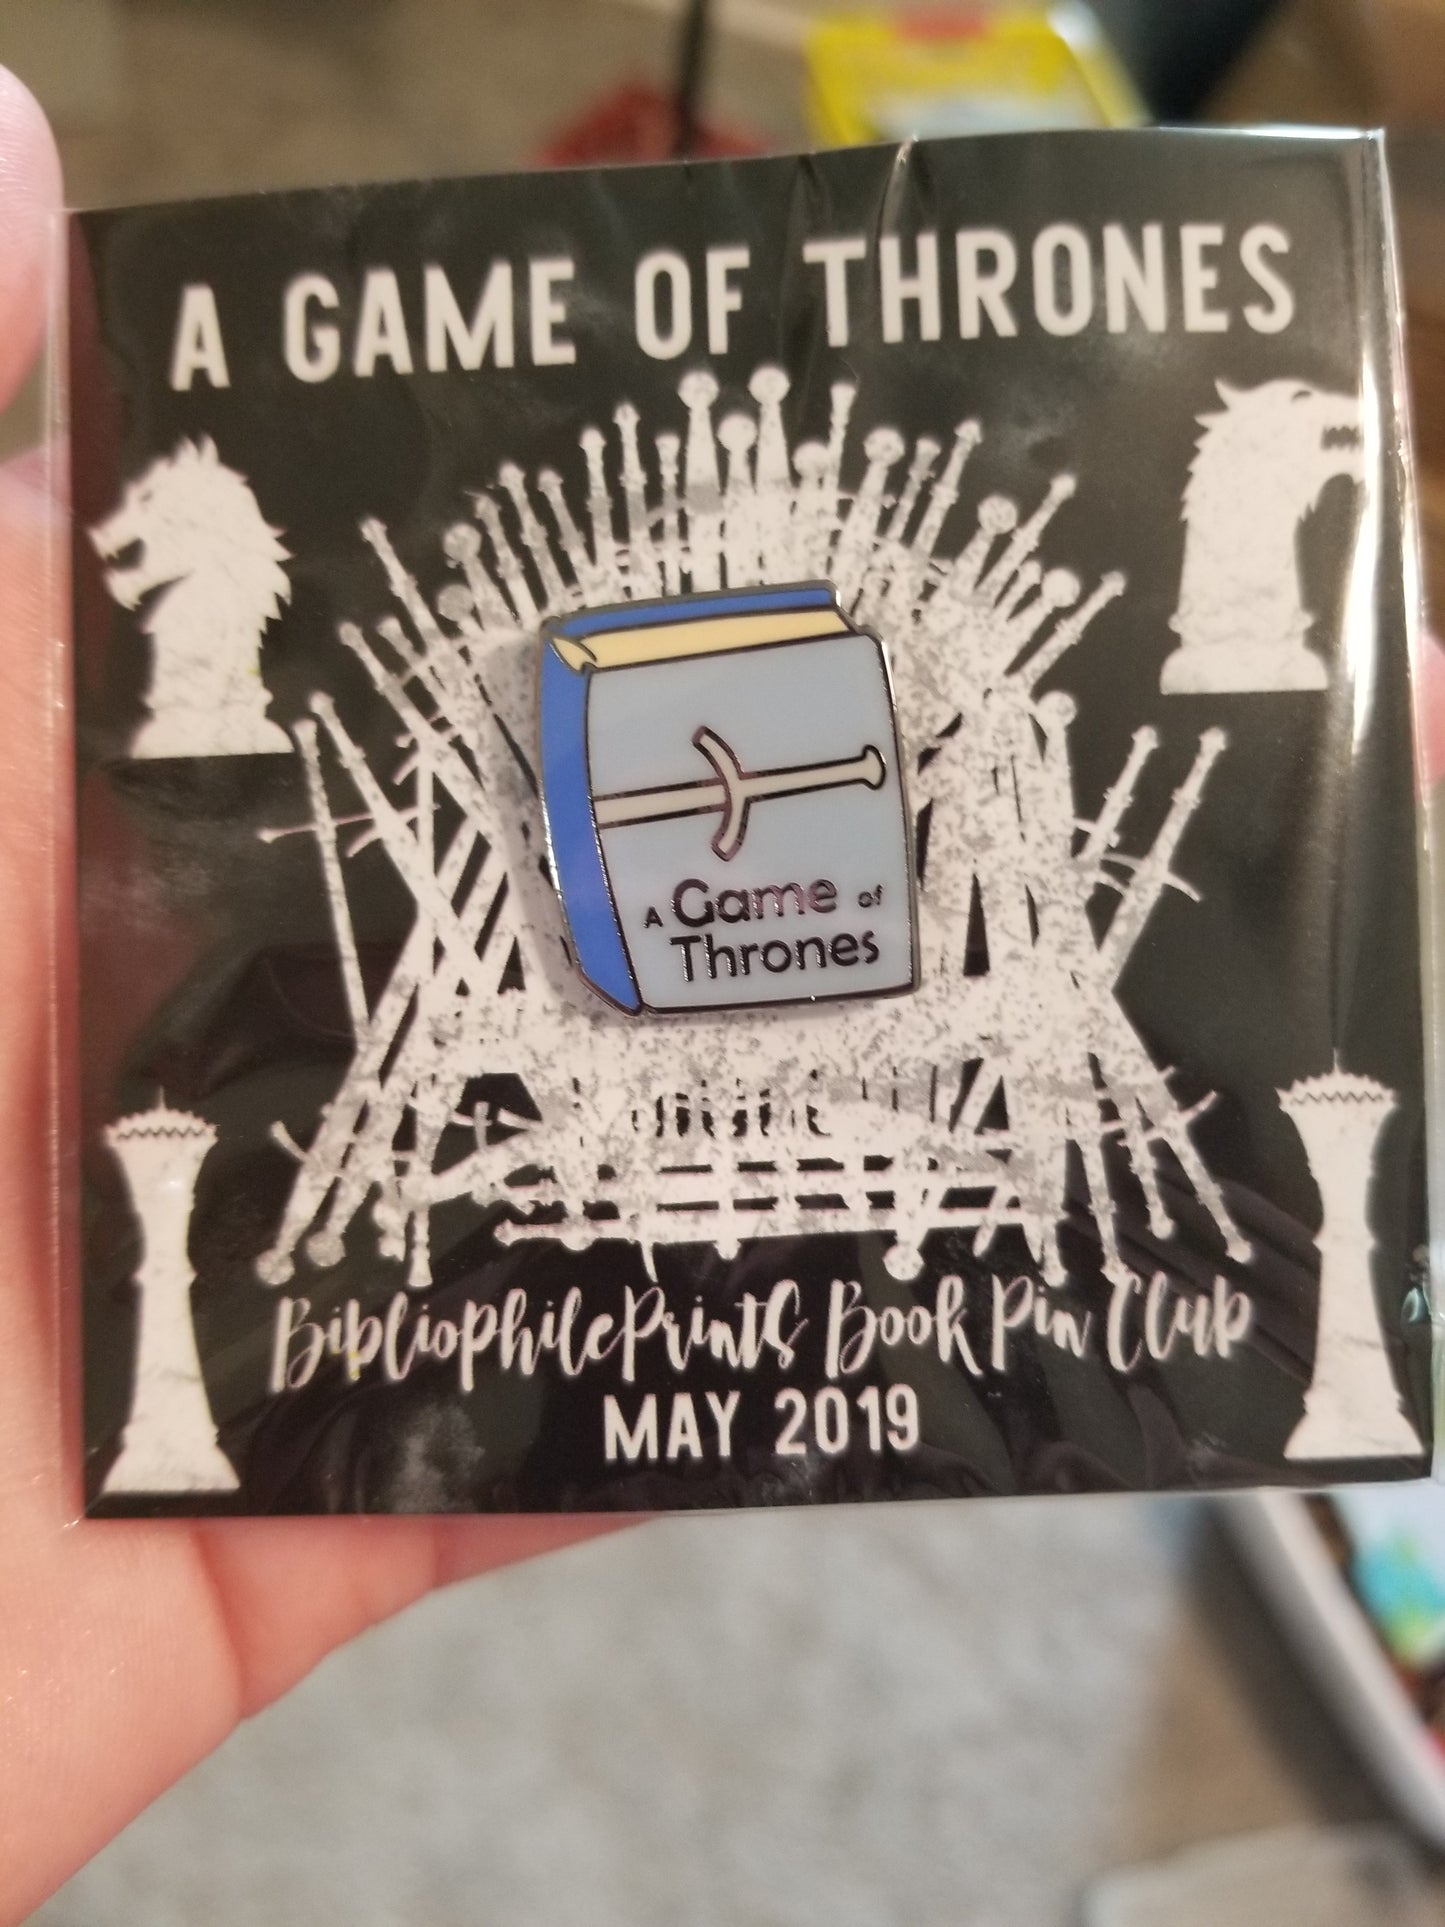 A GAME OF THRONES
A Game of
Thrones
BibliophilePrints Book Pin Club
MAY 2019